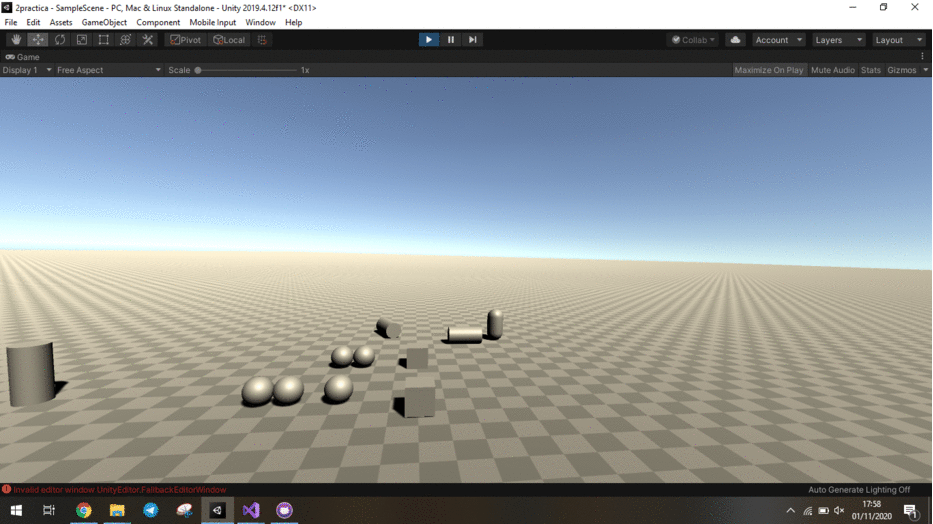 2practica - SampleScene - PC, Mac & Linux Standalone - Unity 2019.4.12f1* <DX11>
File Edit Assets GameObject Component Mobile Input Window Help
Pivot Local Collab Account Layers Layout
Game
Display 1 Free Aspect Scale 1x Maximize On Play Mute Audio Stats Gizmos
Invalid editor window UnityEditor.FallbackEditorWindow Auto Generate Lighting Off
17:58
01/11/2020
1